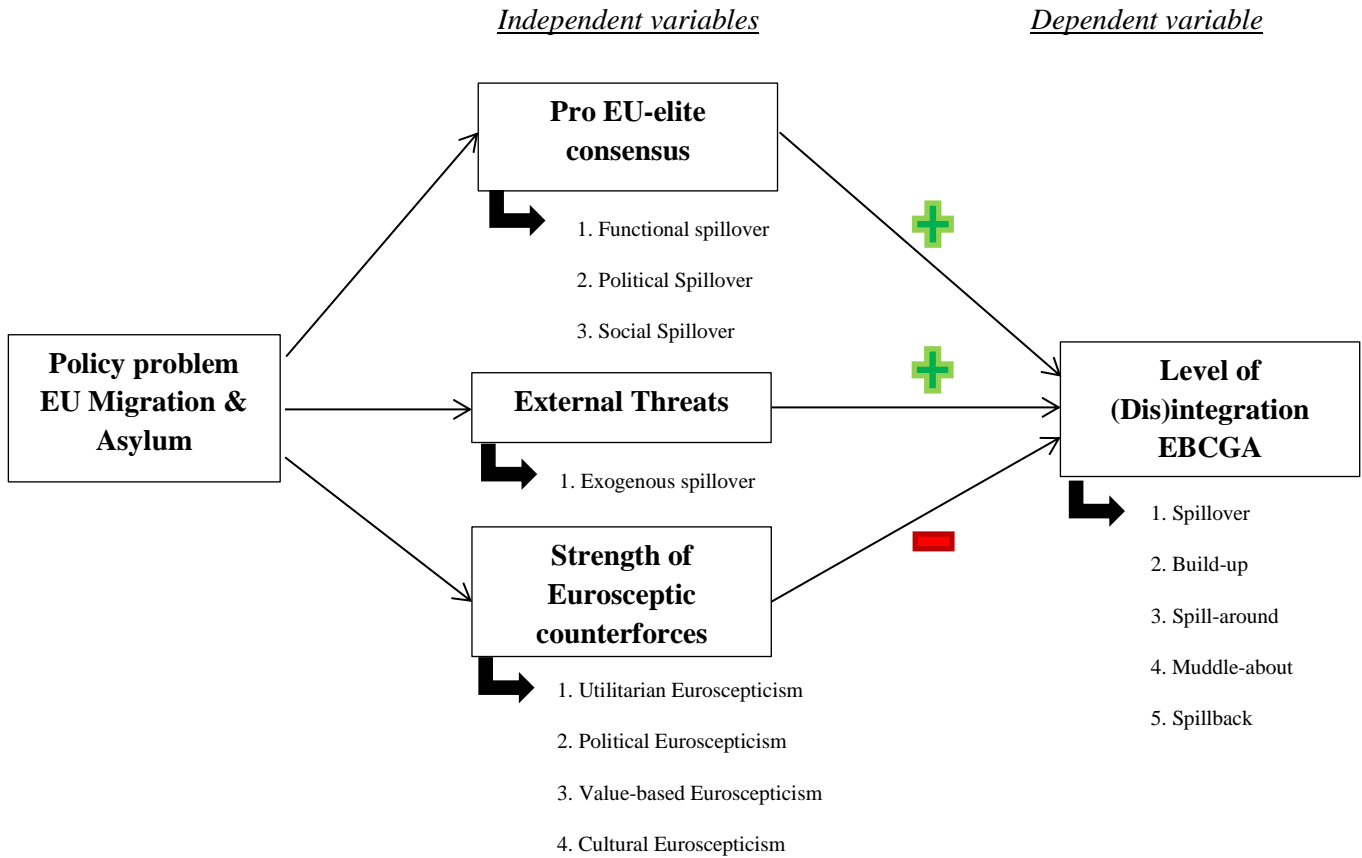 Independent variables
Dependent variable
Pro EU-elite
consensus
1. Functional spillover
2. Political Spillover
3. Social Spillover
Policy problem
EU Migration &
Asylum
External Threats
1. Exogenous spillover
Strength of
Eurosceptic
counterforces
1. Utilitarian Euroscepticism
2. Political Euroscepticism
3. Value-based Euroscepticism
4. Cultural Euroscepticism
Level of
(Dis)integration
EBCGA
1. Spillover
2. Build-up
3. Spill-around
4. Muddle-about
5. Spillback